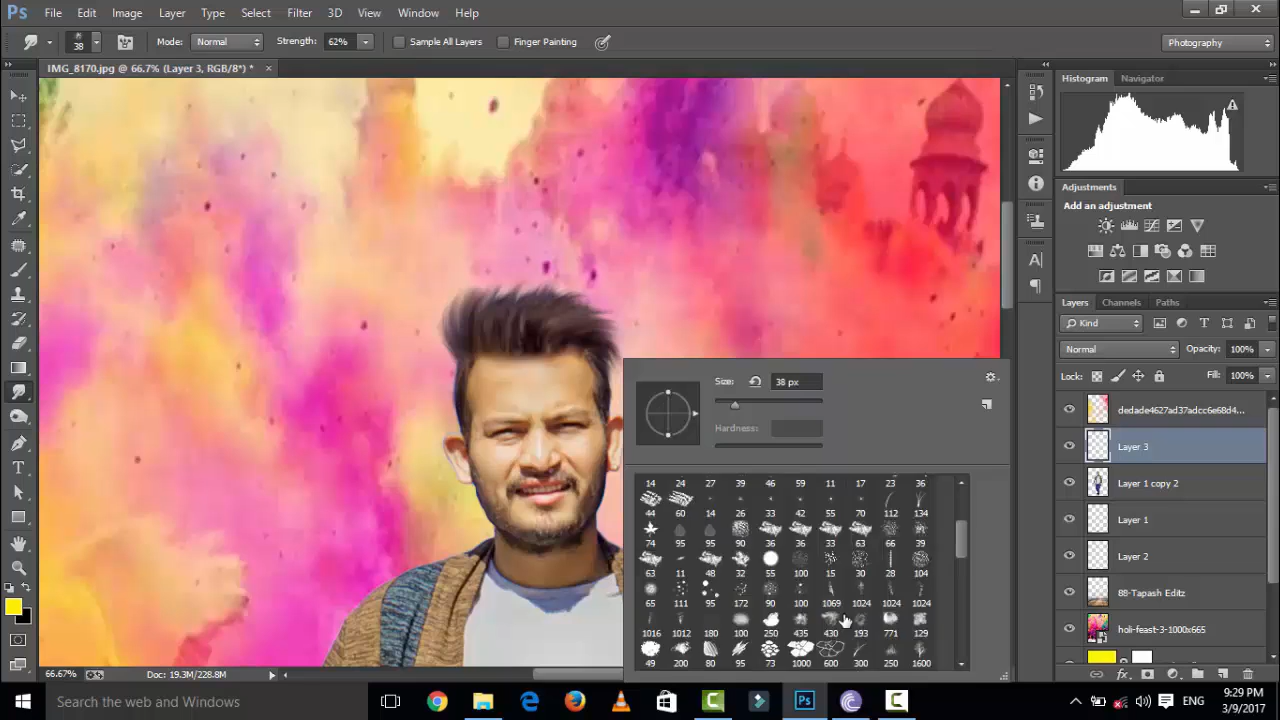 Ps File Edit Image Layer Type Select Filter 3D View Window Help
38 Mode: Normal Strength: 62% Sample All Layers Finger Painting Photography
IMG_8170.jpg @ 66.7% (Layer 3, RGB/8*) * ×
Histogram Navigator
Adjustments
Add an adjustment
Layers Channels Paths
Kind
Normal Opacity: 100%
Lock: Fill: 100%
dedade4627ad37adcc6e68d4...
Layer 3
Layer 1 copy 2
Layer 1
Layer 2
88-Tapash Editz
holi-feast-3-1000x665
Size: 38 px
Hardness:
14 24 27 39 46 59 11 17 23 36
44 60 14 26 33 42 55 70 112 134
74 95 95 90 36 36 33 63 66 39
63 11 48 32 55 100 15 30 28 104
65 111 95 172 90 100 1069 1024 1024 1024
1016 1012 180 100 250 435 430 193 771 129
49 200 80 95 73 1000 600 300 250 1600
66.67% Doc: 19.3M/228.8M
Search the web and Windows
ENG
9:29 PM
3/9/2017